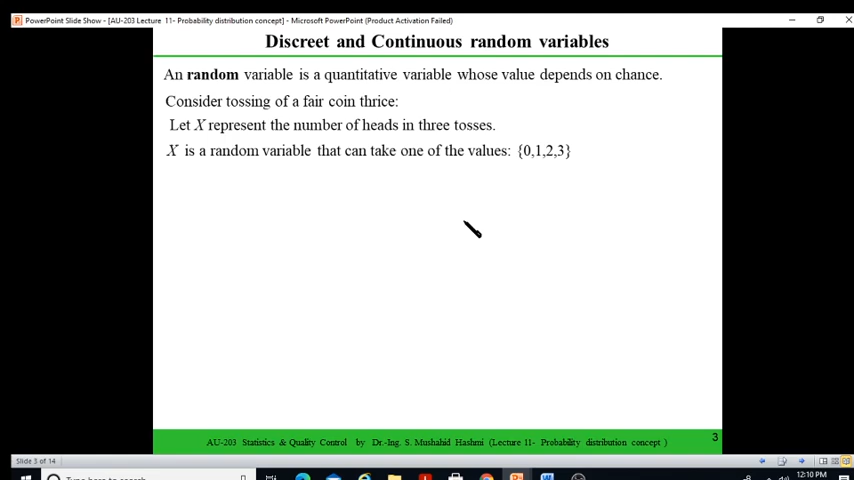 PowerPoint Slide Show - [AU-203 Lecture 11- Probability distribution concept] - Microsoft PowerPoint (Product Activation Failed)
Discreet and Continuous random variables
An random variable is a quantitative variable whose value depends on chance.
Consider tossing of a fair coin thrice:
Let X represent the number of heads in three tosses.
X is a random variable that can take one of the values: {0,1,2,3}
AU-203 Statistics & Quality Control by Dr.-Ing. S. Mushahid Hashmi (Lecture 11- Probability distribution concept )
3
Slide 3 of 14
Type here to search
12:10 PM